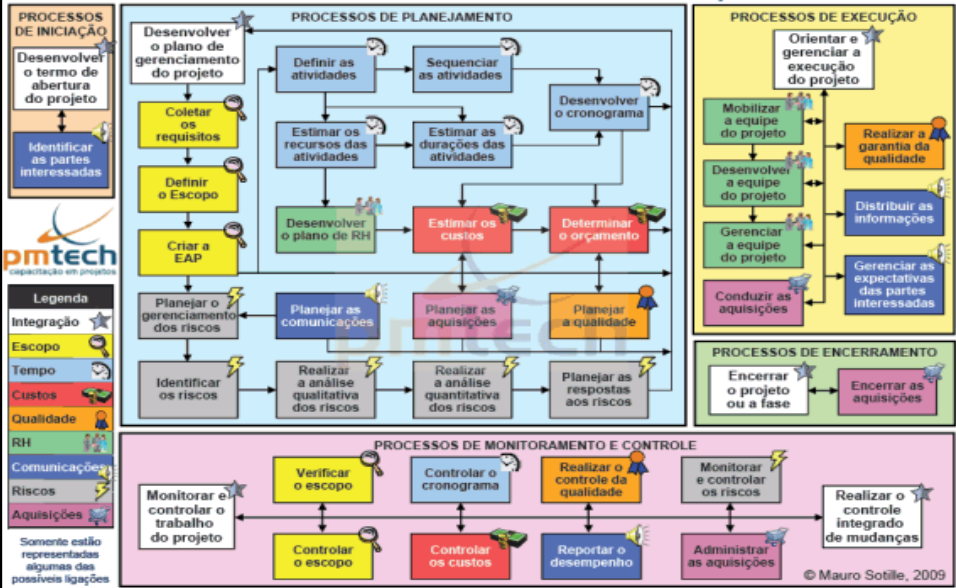 PROCESSOS
DE INICIAÇÃO
Desenvolver
o termo de
abertura
do projeto
Identificar
as partes
interessadas
pmtech
capacitação em projetos
Legenda
Integração
Escopo
Tempo
Custos
Qualidade
RH
Comunicações
Riscos
Aquisições
Somente estão
representadas
algumas das
possíveis ligações
PROCESSOS DE PLANEJAMENTO
Desenvolver
o plano de
gerenciamento
do projeto
Coletar
os
requisitos
Definir
o Escopo
Criar a
EAP
Definir as
atividades
Sequenciar
as atividades
Desenvolver
o cronograma
Estimar os
recursos das
atividades
Estimar as
durações das
atividades
Desenvolver
o plano de RH
Estimar os
custos
Determinar
o orçamento
Planejar o
gerenciamento
dos riscos
Planejar as
comunicações
Planejar as
aquisições
Planejar
a qualidade
pmtech
Identificar
os riscos
Realizar
a análise
qualitativa
dos riscos
Realizar
a análise
quantitativa
dos riscos
Planejar as
respostas
aos riscos
PROCESSOS DE EXECUÇÃO
Orientar e
gerenciar a
execução
do projeto
Mobilizar
a equipe
do projeto
Desenvolver
a equipe
do projeto
Gerenciar
a equipe
do projeto
Conduzir as
aquisições
Realizar a
garantia da
qualidade
Distribuir as
informações
Gerenciar as
expectativas
das partes
interessadas
PROCESSOS DE ENCERRAMENTO
Encerrar
o projeto
ou a fase
Encerrar as
aquisições
PROCESSOS DE MONITORAMENTO E CONTROLE
Monitorar e
controlar o
trabalho
do projeto
Verificar
o escopo
Controlar o
cronograma
Realizar o
controle da
qualidade
Monitorar
e controlar
os riscos
Controlar
o escopo
Controlar
os custos
Reportar o
desempenho
Administrar
as aquisições
Realizar o
controle
integrado
de mudanças
© Mauro Sotille, 2009